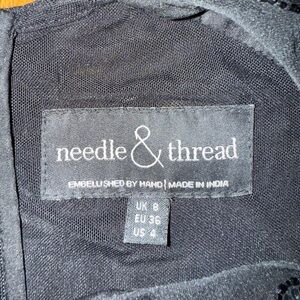 needle & thread
EMBELLISHED BY HAND | MADE IN INDIA
UK 8
EU 36
US 4